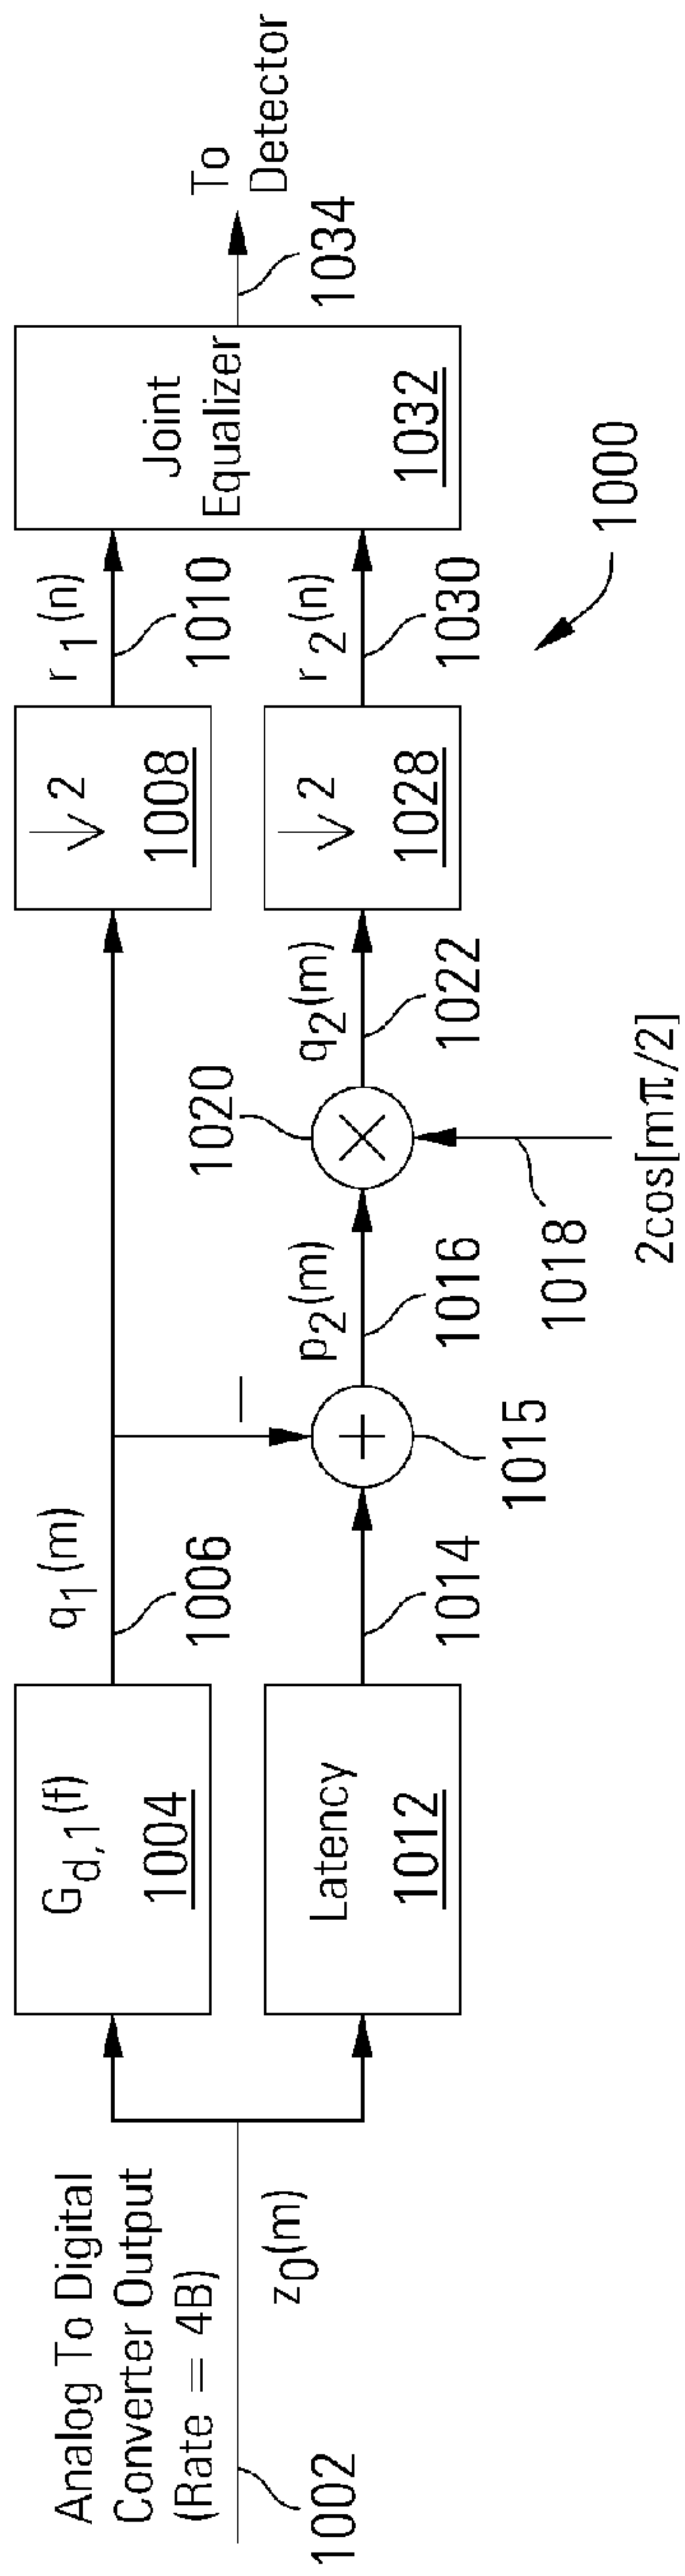 Analog To Digital
Converter Output
(Rate = 4B)
1002
z0(m)
Gd,1(f)
1004
Latency
1012
q1(m)
1006
1014
−
+
1015
p2(m)
1016
1020
×
1018
2cos[mπ/2]
q2(m)
1022
↓2
1008
↓2
1028
r1(n)
1010
r2(n)
1030
Joint
Equalizer
1032
1034
To
Detector
1000